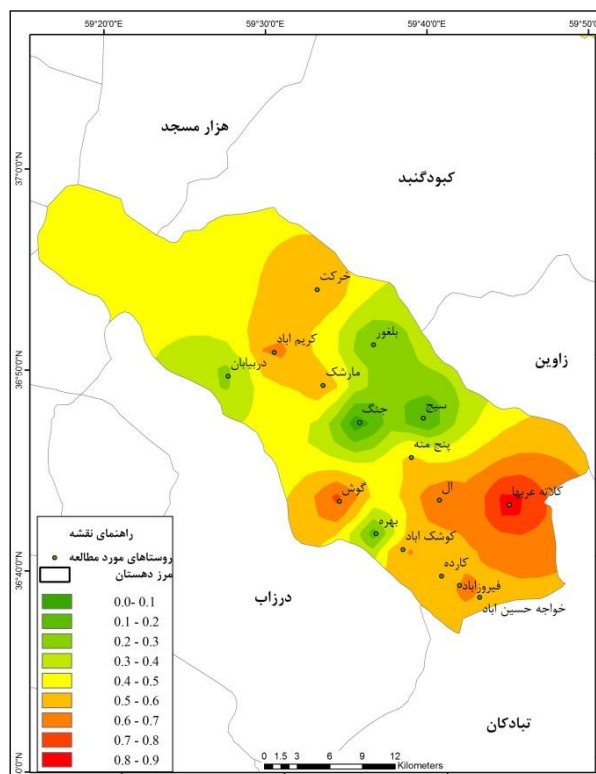 59°20'0"E
59°30'0"E
59°40'0"E
59°50'0"E
هزار مسجد
37°0'0"N
کبودگنبد
خرکت
بلغور
کریم اباد
زاوین
دربیابان
36°50'0"N
مارشک
سیج
جنگ
پنج منه
گوش
ال
کلاته عربها
بهره
کوشک اباد
کارده
فیروزاباد
خواجه حسین اباد
36°40'0"N
درزاب
تبادکان
راهنمای نقشه
روستاهای مورد مطالعه
مرز دهستان
0.0- 0.1
0.1 - 0.2
0.2 - 0.3
0.3 - 0.4
0.4 - 0.5
0.5 - 0.6
0.6 - 0.7
0.7 - 0.8
0.8 - 0.9
0 1.5 3 6 9 12
Kilometers